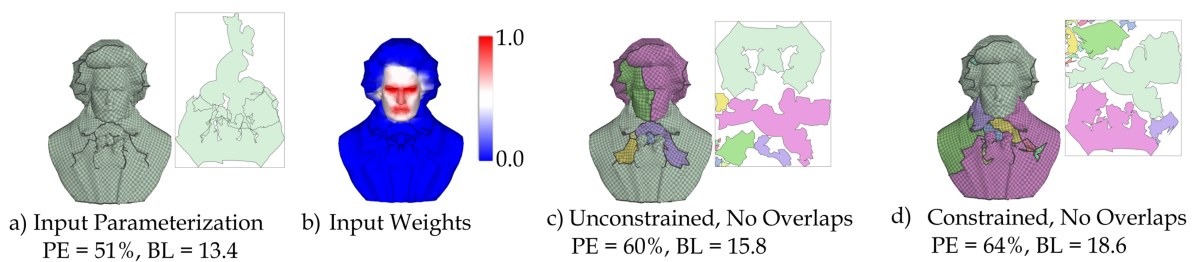 1.0
0.0
a) Input Parameterization
PE = 51%, BL = 13.4
b) Input Weights
c) Unconstrained, No Overlaps
PE = 60%, BL = 15.8
d) Constrained, No Overlaps
PE = 64%, BL = 18.6